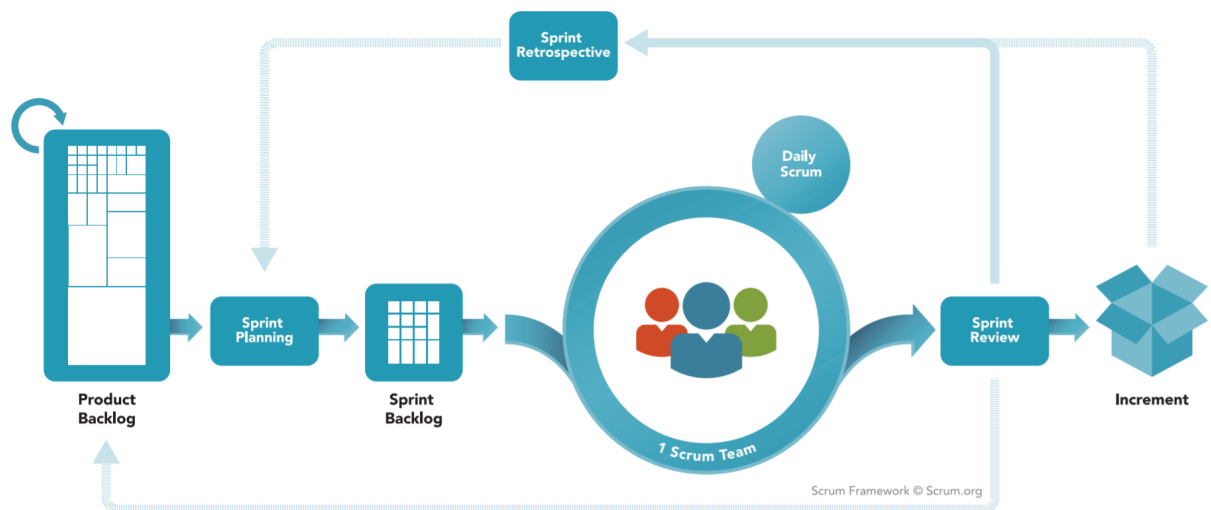 Sprint
Retrospective
Daily
Scrum
Sprint
Planning
Sprint
Review
Product
Backlog
Sprint
Backlog
Increment
1 Scrum Team
Scrum Framework © Scrum.org